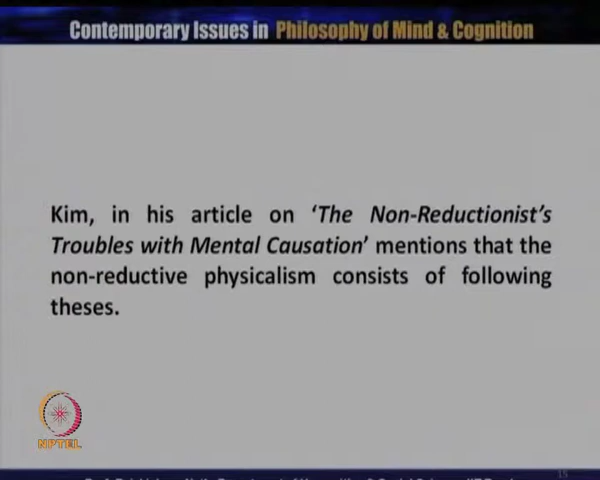 Contemporary Issues in Philosophy of Mind & Cognition
Kim, in his article on ‘The Non-Reductionist’s
Troubles with Mental Causation’ mentions that the
non-reductive physicalism consists of following
theses.
NPTEL
15